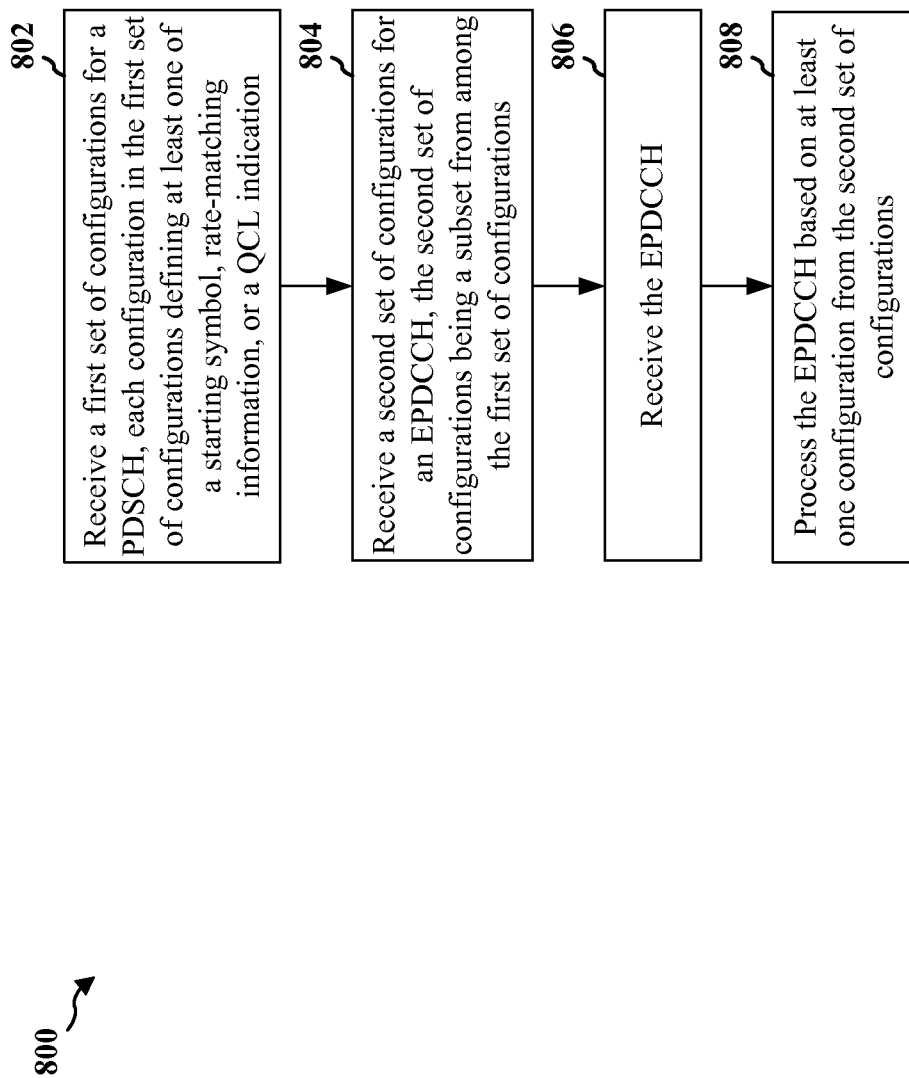 800
802
Receive a first set of configurations for a
PDSCH, each configuration in the first set
of configurations defining at least one of
a starting symbol, rate-matching
information, or a QCL indication
804
Receive a second set of configurations for
an EPDCCH, the second set of
configurations being a subset from among
the first set of configurations
806
Receive the EPDCCH
808
Process the EPDCCH based on at least
one configuration from the second set of
configurations